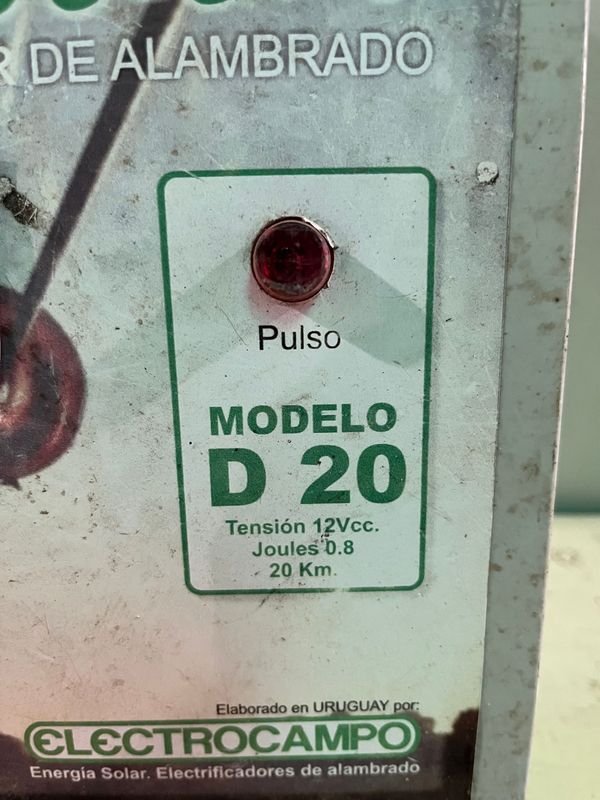 DE ALAMBRADO
Pulso
MODELO
D 20
Tensión 12Vcc.
Joules 0.8
20 Km.
Elaborado en URUGUAY por:
ELECTROCAMPO
Energía Solar. Electrificadores de alambrado